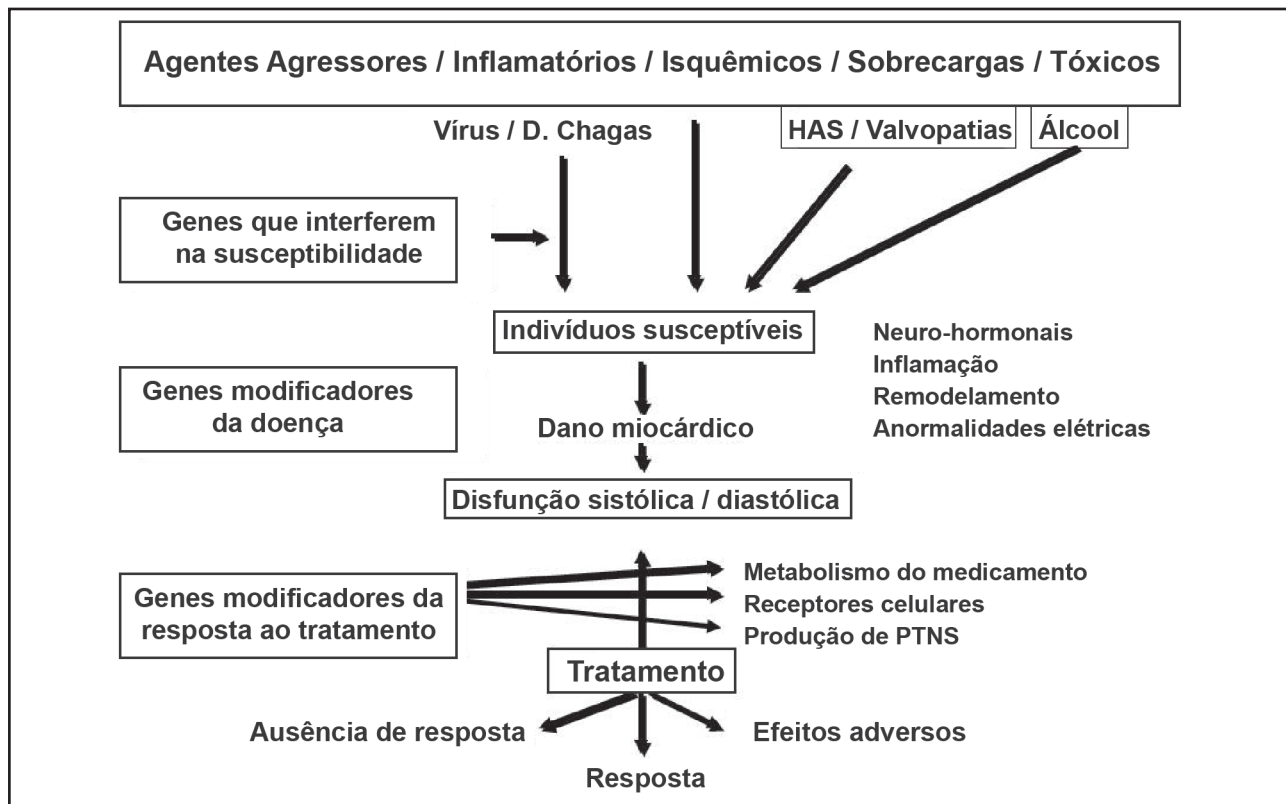 Agentes Agressores / Inflamatórios / Isquêmicos / Sobrecargas / Tóxicos
Vírus / D. Chagas
HAS / Valvopatias
Álcool
Genes que interferem
na susceptibilidade
Indivíduos susceptíveis
Neuro-hormonais
Inflamação
Remodelamento
Anormalidades elétricas
Genes modificadores
da doença
Dano miocárdico
Disfunção sistólica / diastólica
Genes modificadores da
resposta ao tratamento
Metabolismo do medicamento
Receptores celulares
Produção de PTNS
Tratamento
Ausência de resposta
Efeitos adversos
Resposta